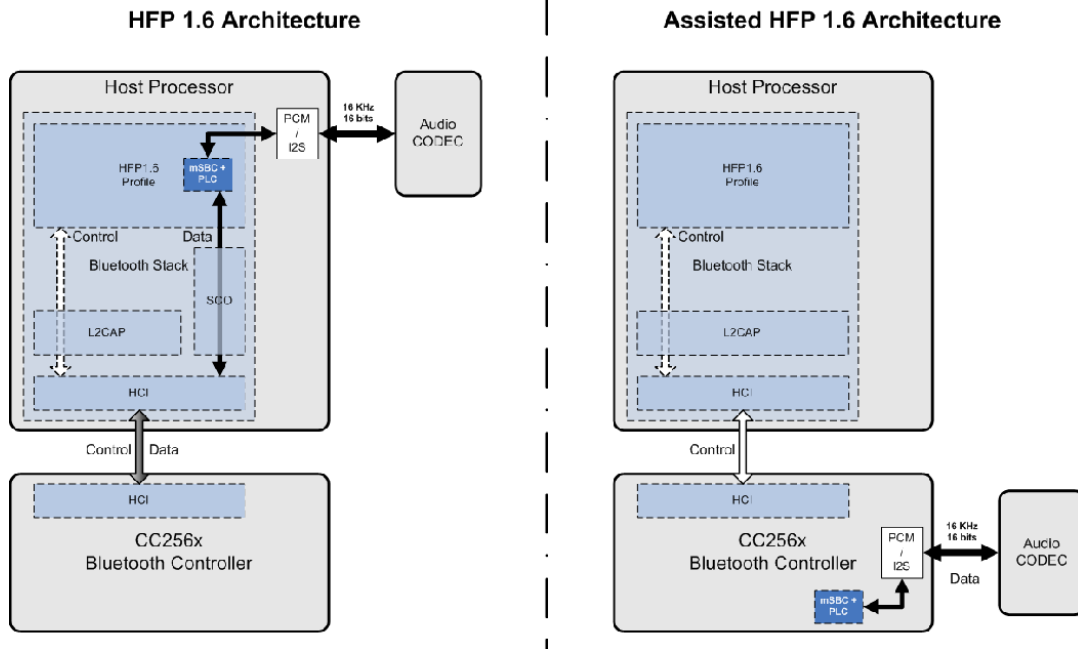 HFP 1.6 Architecture
Host Processor
HFP1.6
Profile
mSBC +
PLC
PCM
/
I2S
16 KHz
16 bits
Audio
CODEC
Control
Data
Bluetooth Stack
SCO
L2CAP
HCI
Control
Data
HCI
CC256x
Bluetooth Controller
Assisted HFP 1.6 Architecture
Host Processor
HFP1.6
Profile
Control
Bluetooth Stack
L2CAP
HCI
Control
HCI
CC256x
Bluetooth Controller
PCM
/
I2S
mSBC +
PLC
16 KHz
16 bits
Data
Audio
CODEC